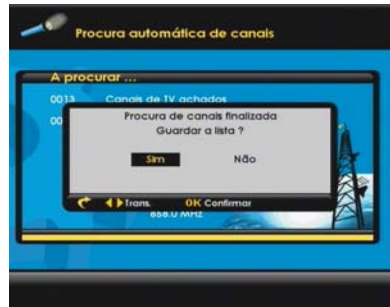 Procura automática de canais
A procurar ...
0013 Canais de TV achados
00
Procura de canais finalizada
Guardar a lista ?
Sim Não
Trans. OK Confirmar
858.0 MHz